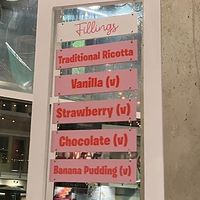 Fillings
Traditional Ricotta
Vanilla (v)
Strawberry (v)
Chocolate (v)
Banana Pudding (v)